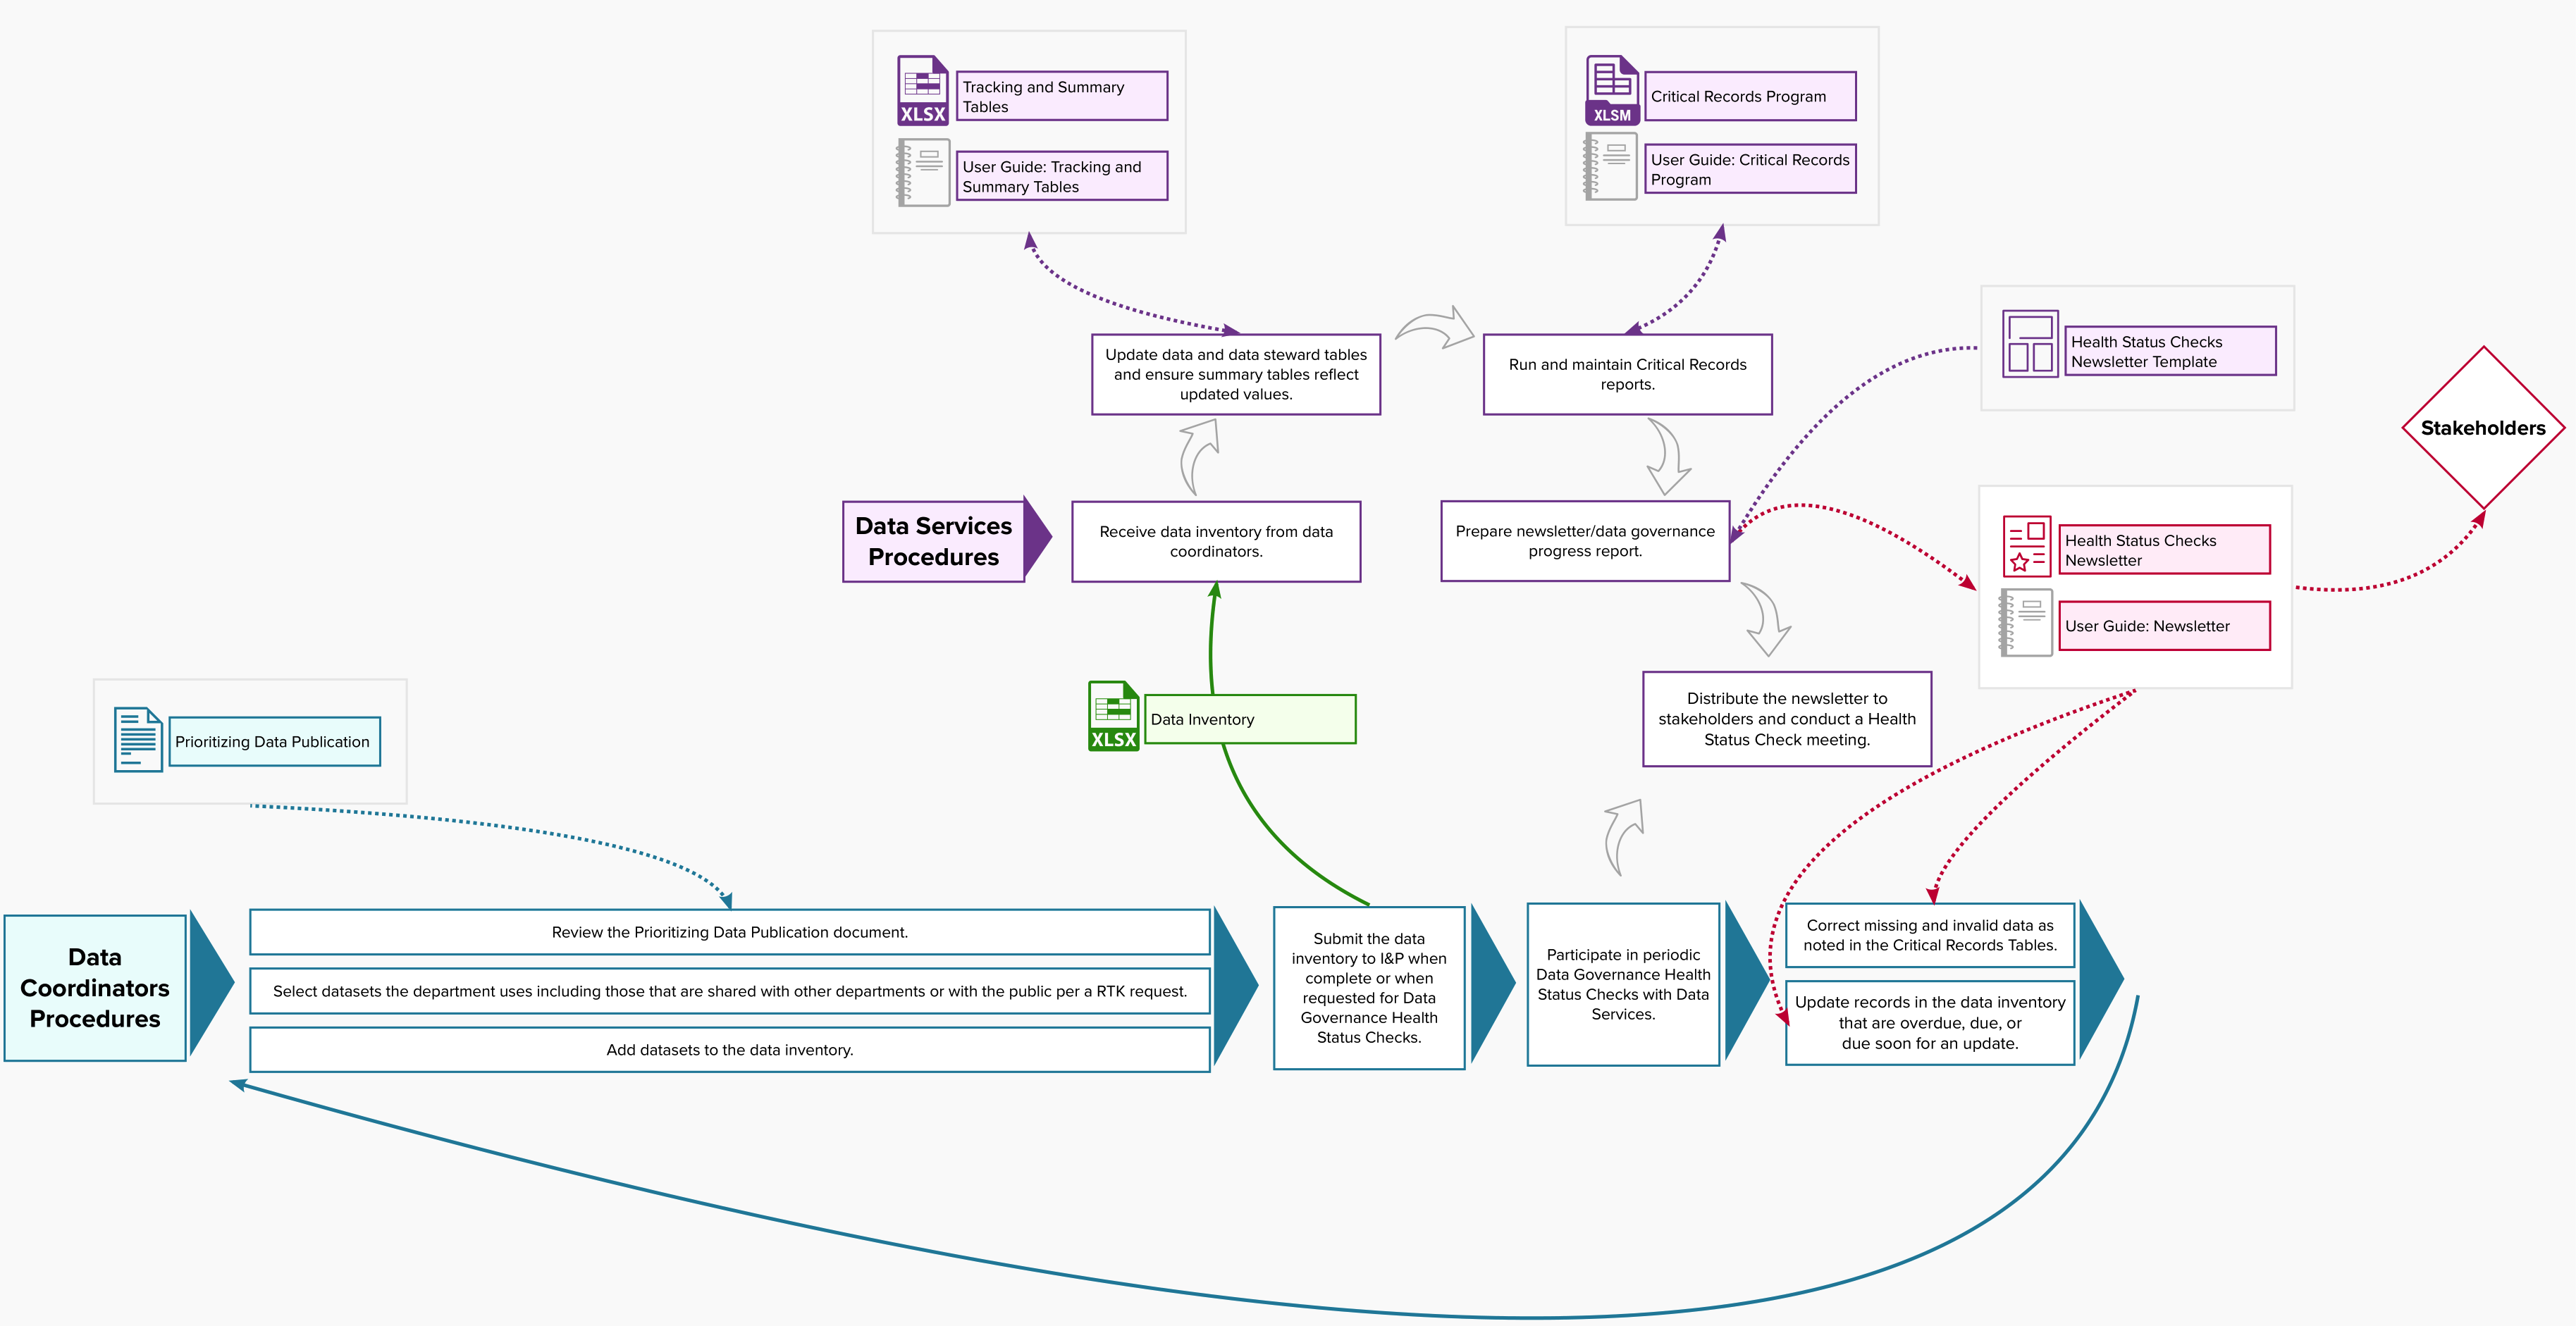 XLSX
Tracking and Summary
Tables
User Guide: Tracking and
Summary Tables
XLSM
Critical Records Program
User Guide: Critical Records
Program
Update data and data steward tables
and ensure summary tables reflect
updated values.
Run and maintain Critical Records
reports.
Health Status Checks
Newsletter Template
Stakeholders
Data Services
Procedures
Receive data inventory from data
coordinators.
Prepare newsletter/data governance
progress report.
Health Status Checks
Newsletter
User Guide: Newsletter
XLSX
Data Inventory
Distribute the newsletter to
stakeholders and conduct a Health
Status Check meeting.
Prioritizing Data Publication
Data
Coordinators
Procedures
Review the Prioritizing Data Publication document.
Select datasets the department uses including those that are shared with other departments or with the public per a RTK request.
Add datasets to the data inventory.
Submit the data
inventory to I&P when
complete or when
requested for Data
Governance Health
Status Checks.
Participate in periodic
Data Governance Health
Status Checks with Data
Services.
Correct missing and invalid data as
noted in the Critical Records Tables.
Update records in the data inventory
that are overdue, due, or
due soon for an update.